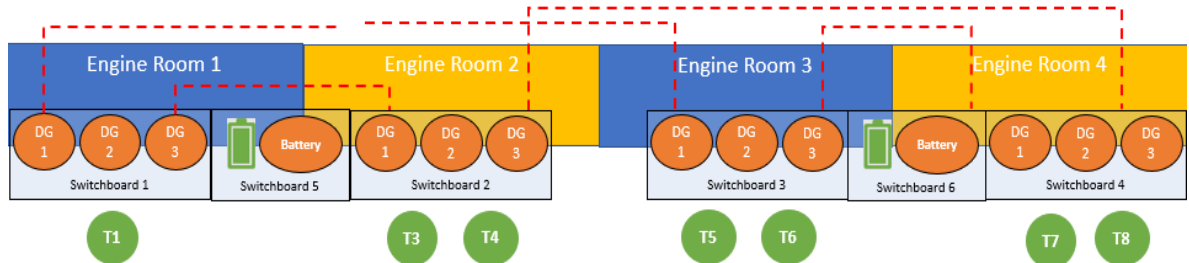 Engine Room 1
Engine Room 2
Engine Room 3
Engine Room 4
DG
1
DG
2
DG
3
Battery
DG
1
DG
2
DG
3
DG
1
DG
2
DG
3
Battery
DG
1
DG
2
DG
3
Switchboard 1
Switchboard 5
Switchboard 2
Switchboard 3
Switchboard 6
Switchboard 4
T1
T3
T4
T5
T6
T7
T8